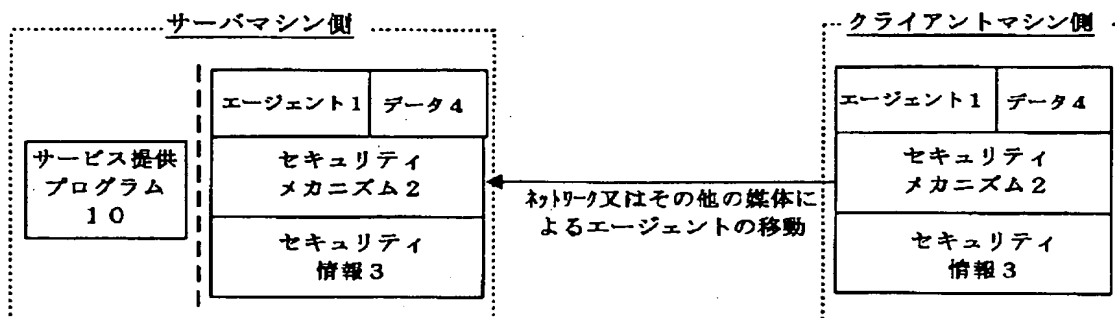 サーバマシン側
クライアントマシン側
サービス提供
プログラム
10
エージェント1
データ4
セキュリティ
メカニズム2
セキュリティ
情報3
ネットワーク又はその他の媒体に
よるエージェントの移動
エージェント1
データ4
セキュリティ
メカニズム2
セキュリティ
情報3